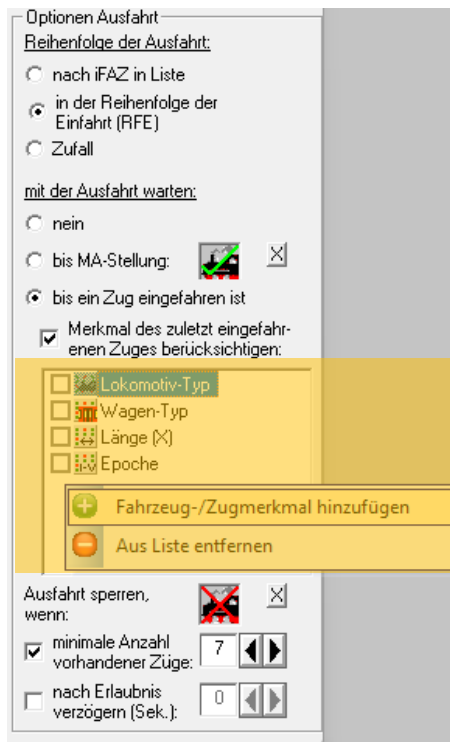 Optionen Ausfahrt
Reihenfolge der Ausfahrt:
nach iFAZ in Liste
in der Reihenfolge der
Einfahrt (RFE)
Zufall
mit der Ausfahrt warten:
nein
bis MA-Stellung:
X
bis ein Zug eingefahren ist
Merkmal des zuletzt eingefahr-
enen Zuges berücksichtigen:
Lokomotiv-Typ
Wagen-Typ
Länge (X)
I-V Epoche
Fahrzeug-/Zugmerkmal hinzufügen
Aus Liste entfernen
Ausfahrt sperren,
wenn:
X
minimale Anzahl
vorhandener Züge:
7
nach Erlaubnis
verzögern (Sek.):
0